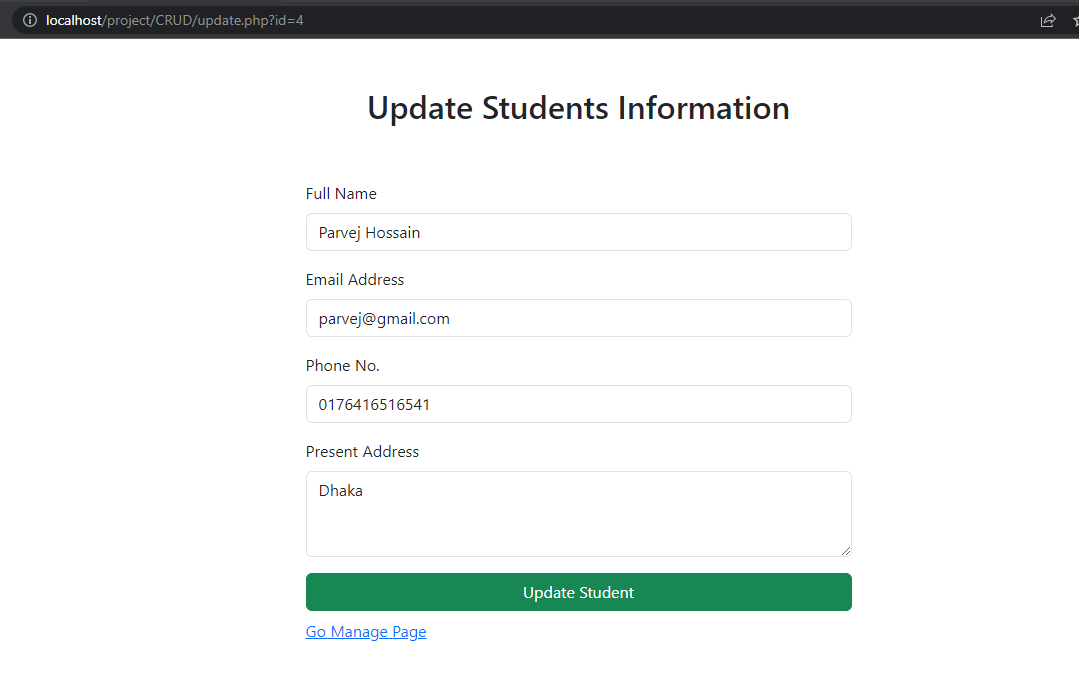 localhost/project/CRUD/update.php?id=4
Update Students Information
Full Name
Parvej Hossain
Email Address
parvej@gmail.com
Phone No.
0176416516541
Present Address
Dhaka
Update Student
Go Manage Page